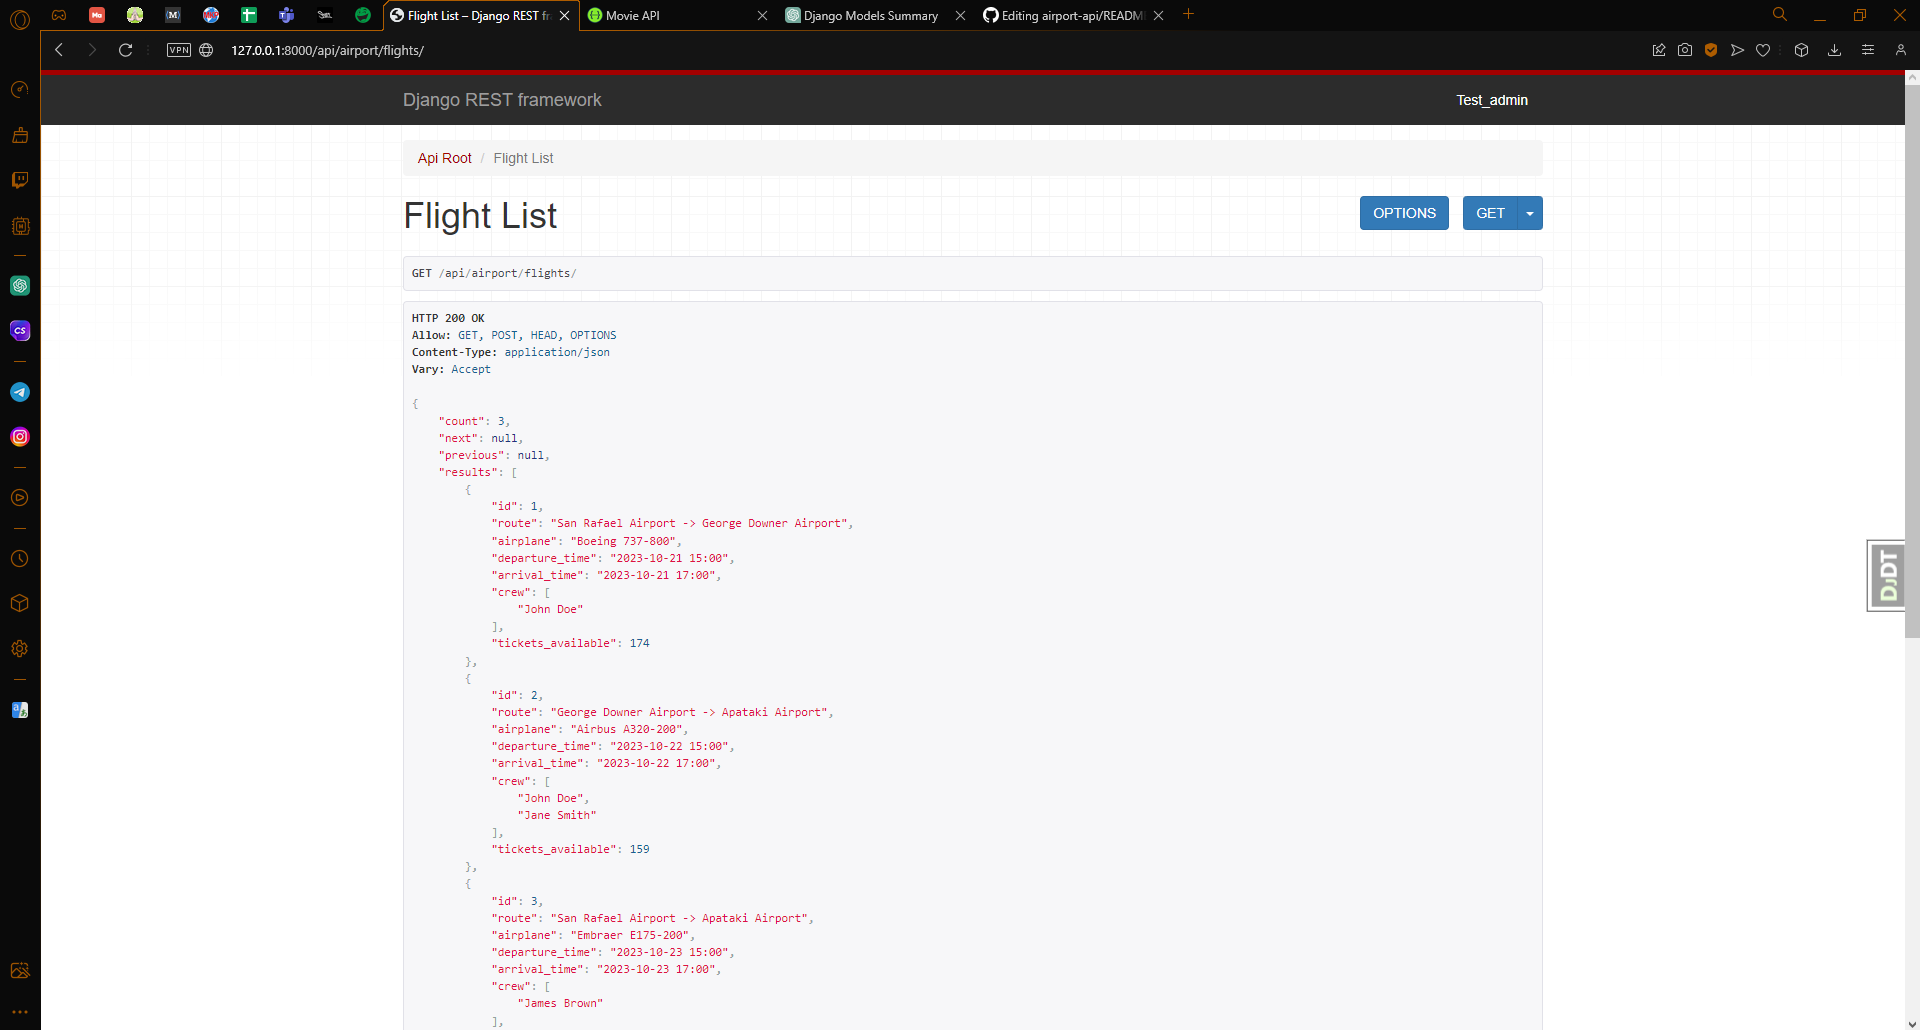 Flight List – Django REST fr
Movie API
Django Models Summary
Editing airport-api/READM
VPN
127.0.0.1:8000/api/airport/flights/
Django REST framework
Test_admin
Api Root / Flight List
Flight List
OPTIONS
GET
GET /api/airport/flights/
HTTP 200 OK
Allow: GET, POST, HEAD, OPTIONS
Content-Type: application/json
Vary: Accept
{
"count": 3,
"next": null,
"previous": null,
"results": [
{
"id": 1,
"route": "San Rafael Airport -> George Downer Airport",
"airplane": "Boeing 737-800",
"departure_time": "2023-10-21 15:00",
"arrival_time": "2023-10-21 17:00",
"crew": [
"John Doe"
],
"tickets_available": 174
},
{
"id": 2,
"route": "George Downer Airport -> Apataki Airport",
"airplane": "Airbus A320-200",
"departure_time": "2023-10-22 15:00",
"arrival_time": "2023-10-22 17:00",
"crew": [
"John Doe",
"Jane Smith"
],
"tickets_available": 159
},
{
"id": 3,
"route": "San Rafael Airport -> Apataki Airport",
"airplane": "Embraer E175-200",
"departure_time": "2023-10-23 15:00",
"arrival_time": "2023-10-23 17:00",
"crew": [
"James Brown"
],
DJDT
CS